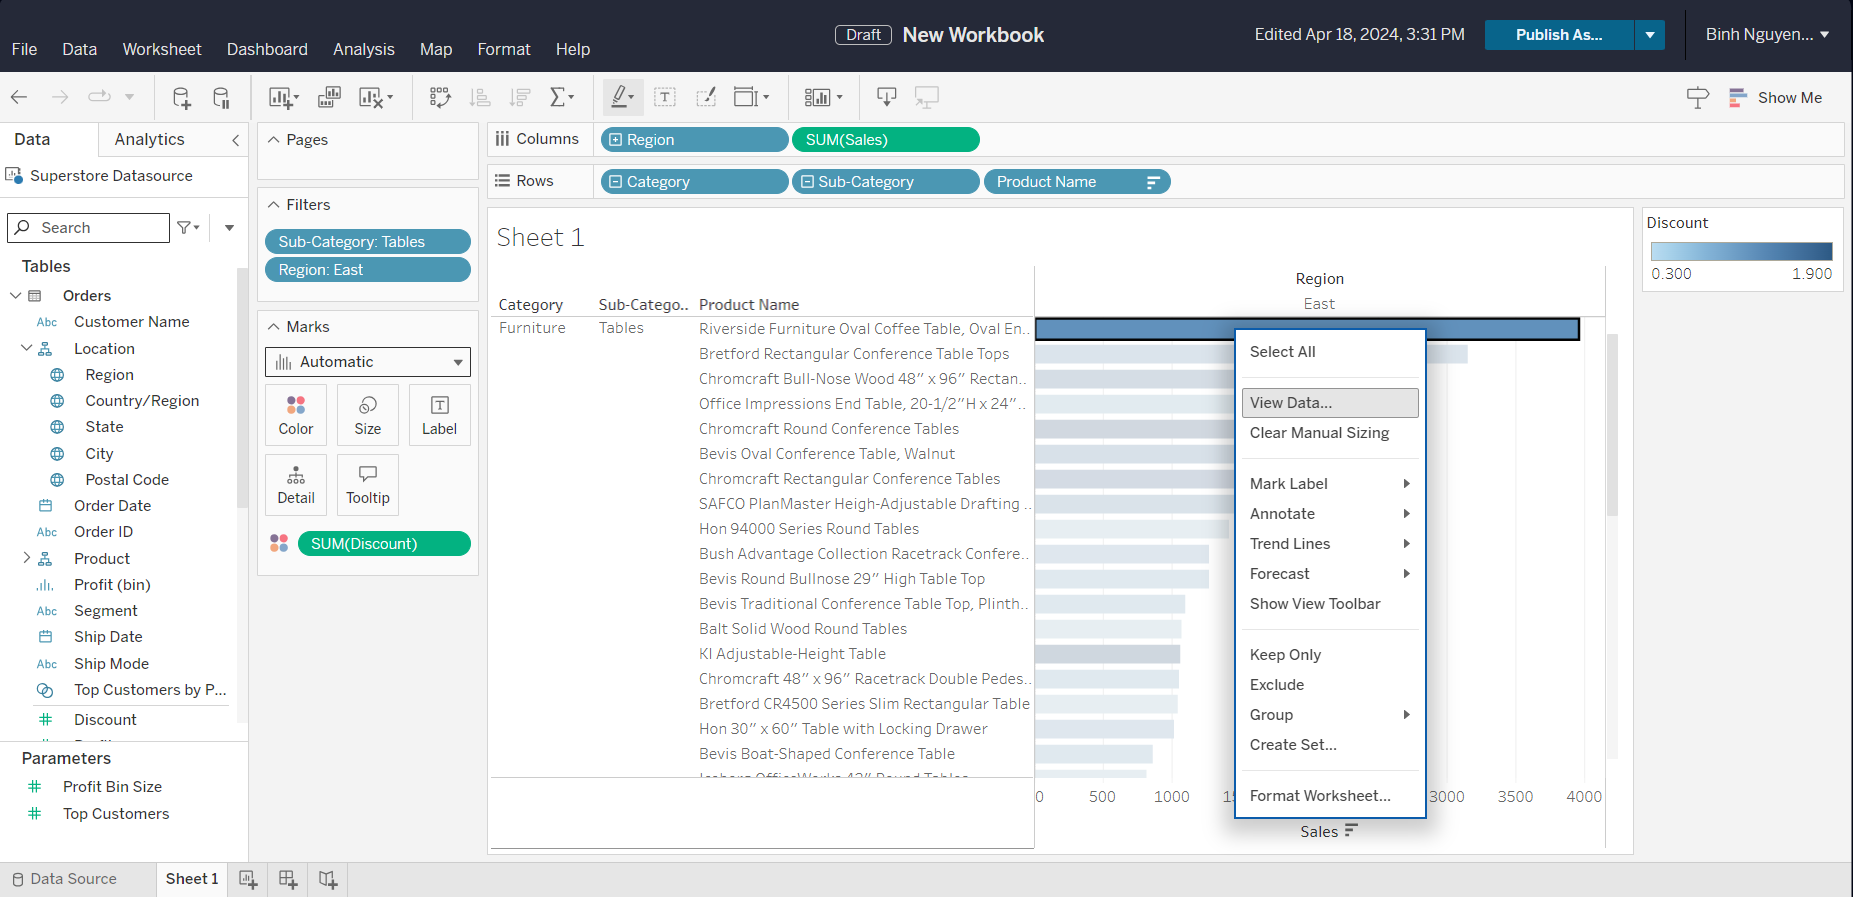 Draft New Workbook
Edited Apr 18, 2024, 3:31 PM
Publish As...
Binh Nguyen...
File Data Worksheet Dashboard Analysis Map Format Help
Show Me
Data Analytics
Superstore Datasource
Search
Tables
Orders
Abc Customer Name
Location
Region
Country/Region
State
City
Postal Code
Order Date
Abc Order ID
Product
Profit (bin)
Abc Segment
Ship Date
Abc Ship Mode
Top Customers by P...
Discount
Parameters
Profit Bin Size
Top Customers
Pages
Filters
Sub-Category: Tables
Region: East
Marks
Automatic
Color Size Label
Detail Tooltip
SUM(Discount)
Columns Region SUM(Sales)
Rows Category Sub-Category Product Name
Sheet 1
Region
Category Sub-Catego.. Product Name East
Furniture Tables Riverside Furniture Oval Coffee Table, Oval En..
Bretford Rectangular Conference Table Tops
Chromcraft Bull-Nose Wood 48” x 96” Rectan..
Office Impressions End Table, 20-1/2”H x 24”..
Chromcraft Round Conference Tables
Bevis Oval Conference Table, Walnut
Chromcraft Rectangular Conference Tables
SAFCO PlanMaster Heigh-Adjustable Drafting ..
Hon 94000 Series Round Tables
Bush Advantage Collection Racetrack Confere..
Bevis Round Bullnose 29” High Table Top
Bevis Traditional Conference Table Top, Plinth..
Balt Solid Wood Round Tables
KI Adjustable-Height Table
Chromcraft 48” x 96” Racetrack Double Pedes..
Bretford CR4500 Series Slim Rectangular Table
Hon 30” x 60” Table with Locking Drawer
Bevis Boat-Shaped Conference Table
0 500 1000 3000 3500 4000
Sales
Select All
View Data...
Clear Manual Sizing
Mark Label
Annotate
Trend Lines
Forecast
Show View Toolbar
Keep Only
Exclude
Group
Create Set...
Format Worksheet...
Discount
0.300 1.900
Data Source Sheet 1